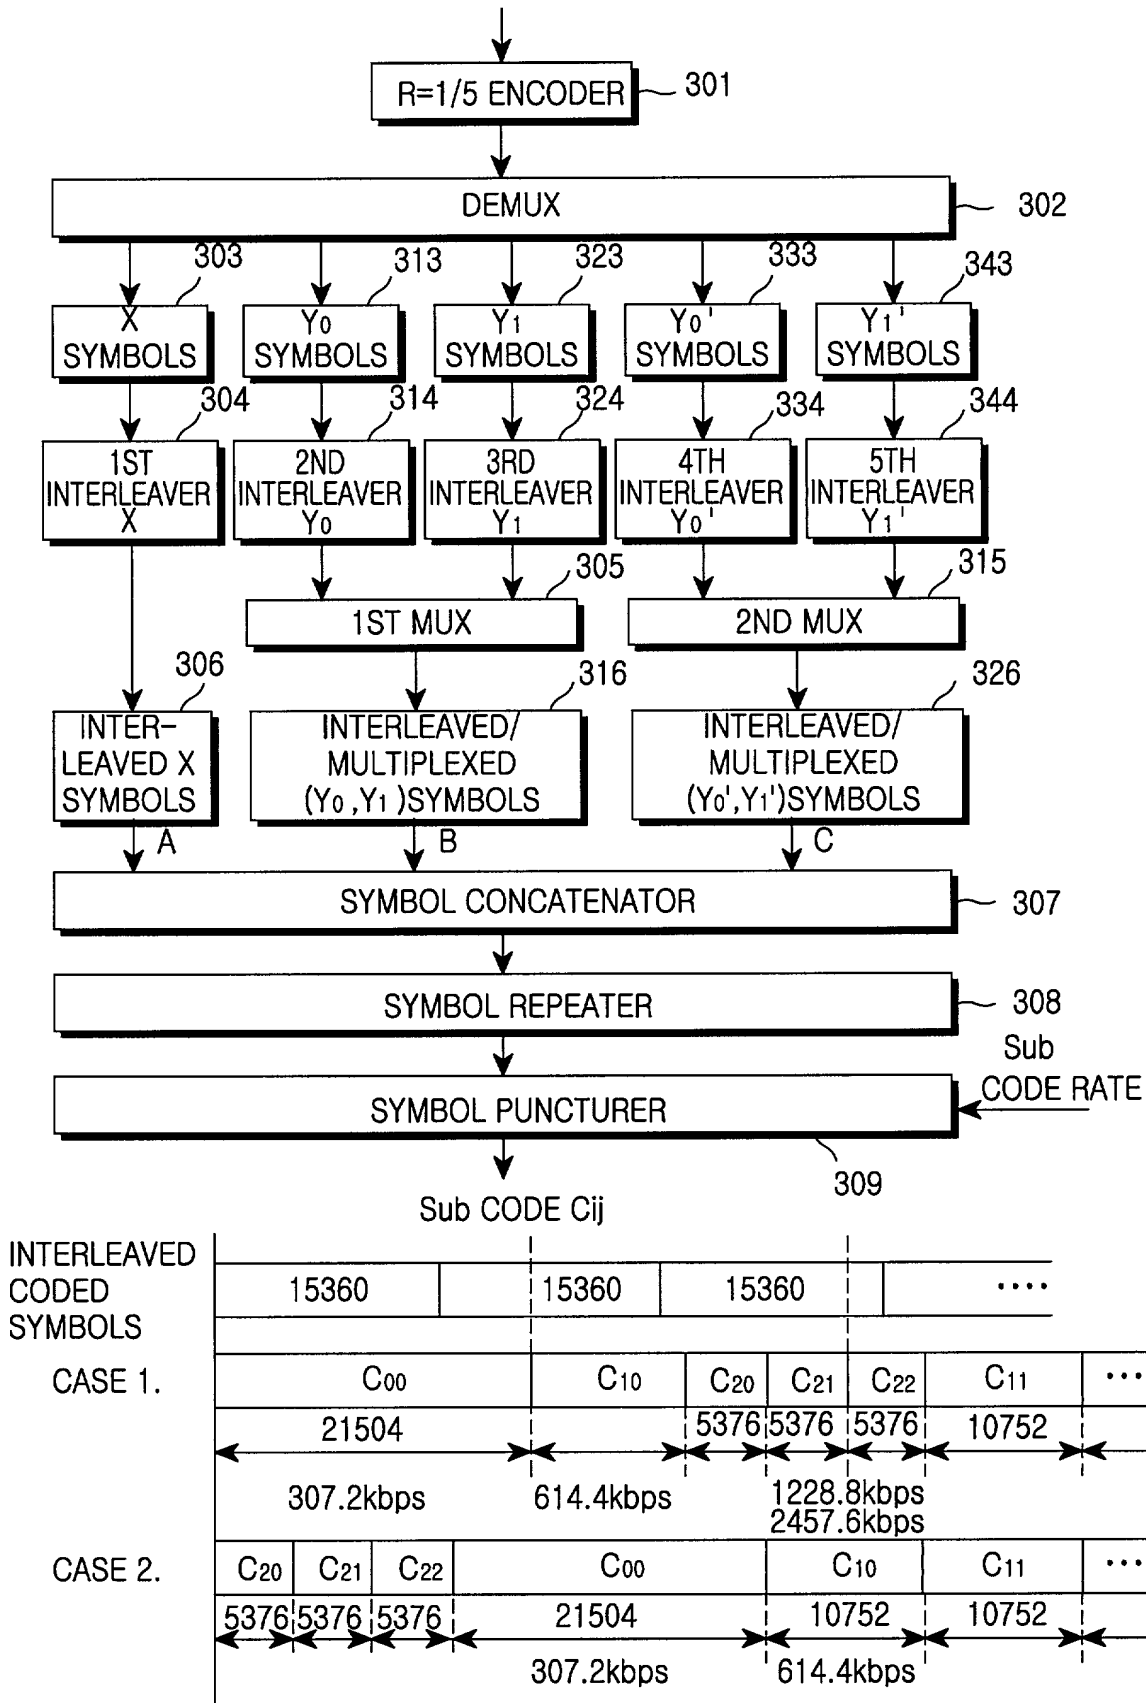 R=1/5 ENCODER
301
DEMUX
302
303
313
323
333
343
X
SYMBOLS
Y0
SYMBOLS
Y1
SYMBOLS
Y0'
SYMBOLS
Y1'
SYMBOLS
304
314
324
334
344
1ST
INTERLEAVER
X
2ND
INTERLEAVER
Y0
3RD
INTERLEAVER
Y1
4TH
INTERLEAVER
Y0'
5TH
INTERLEAVER
Y1'
305
315
1ST MUX
2ND MUX
306
316
326
INTER-
LEAVED X
SYMBOLS
INTERLEAVED/
MULTIPLEXED
(Y0,Y1)SYMBOLS
INTERLEAVED/
MULTIPLEXED
(Y0',Y1')SYMBOLS
A
B
C
SYMBOL CONCATENATOR
307
SYMBOL REPEATER
308
Sub
CODE RATE
SYMBOL PUNCTURER
309
Sub CODE Cij
INTERLEAVED
CODED
SYMBOLS
15360
15360
15360
····
CASE 1.
C00
C10
C20
C21
C22
C11
···
21504
5376
5376
5376
10752
307.2kbps
614.4kbps
1228.8kbps
2457.6kbps
CASE 2.
C20
C21
C22
C00
C10
C11
···
5376
5376
5376
21504
10752
10752
307.2kbps
614.4kbps